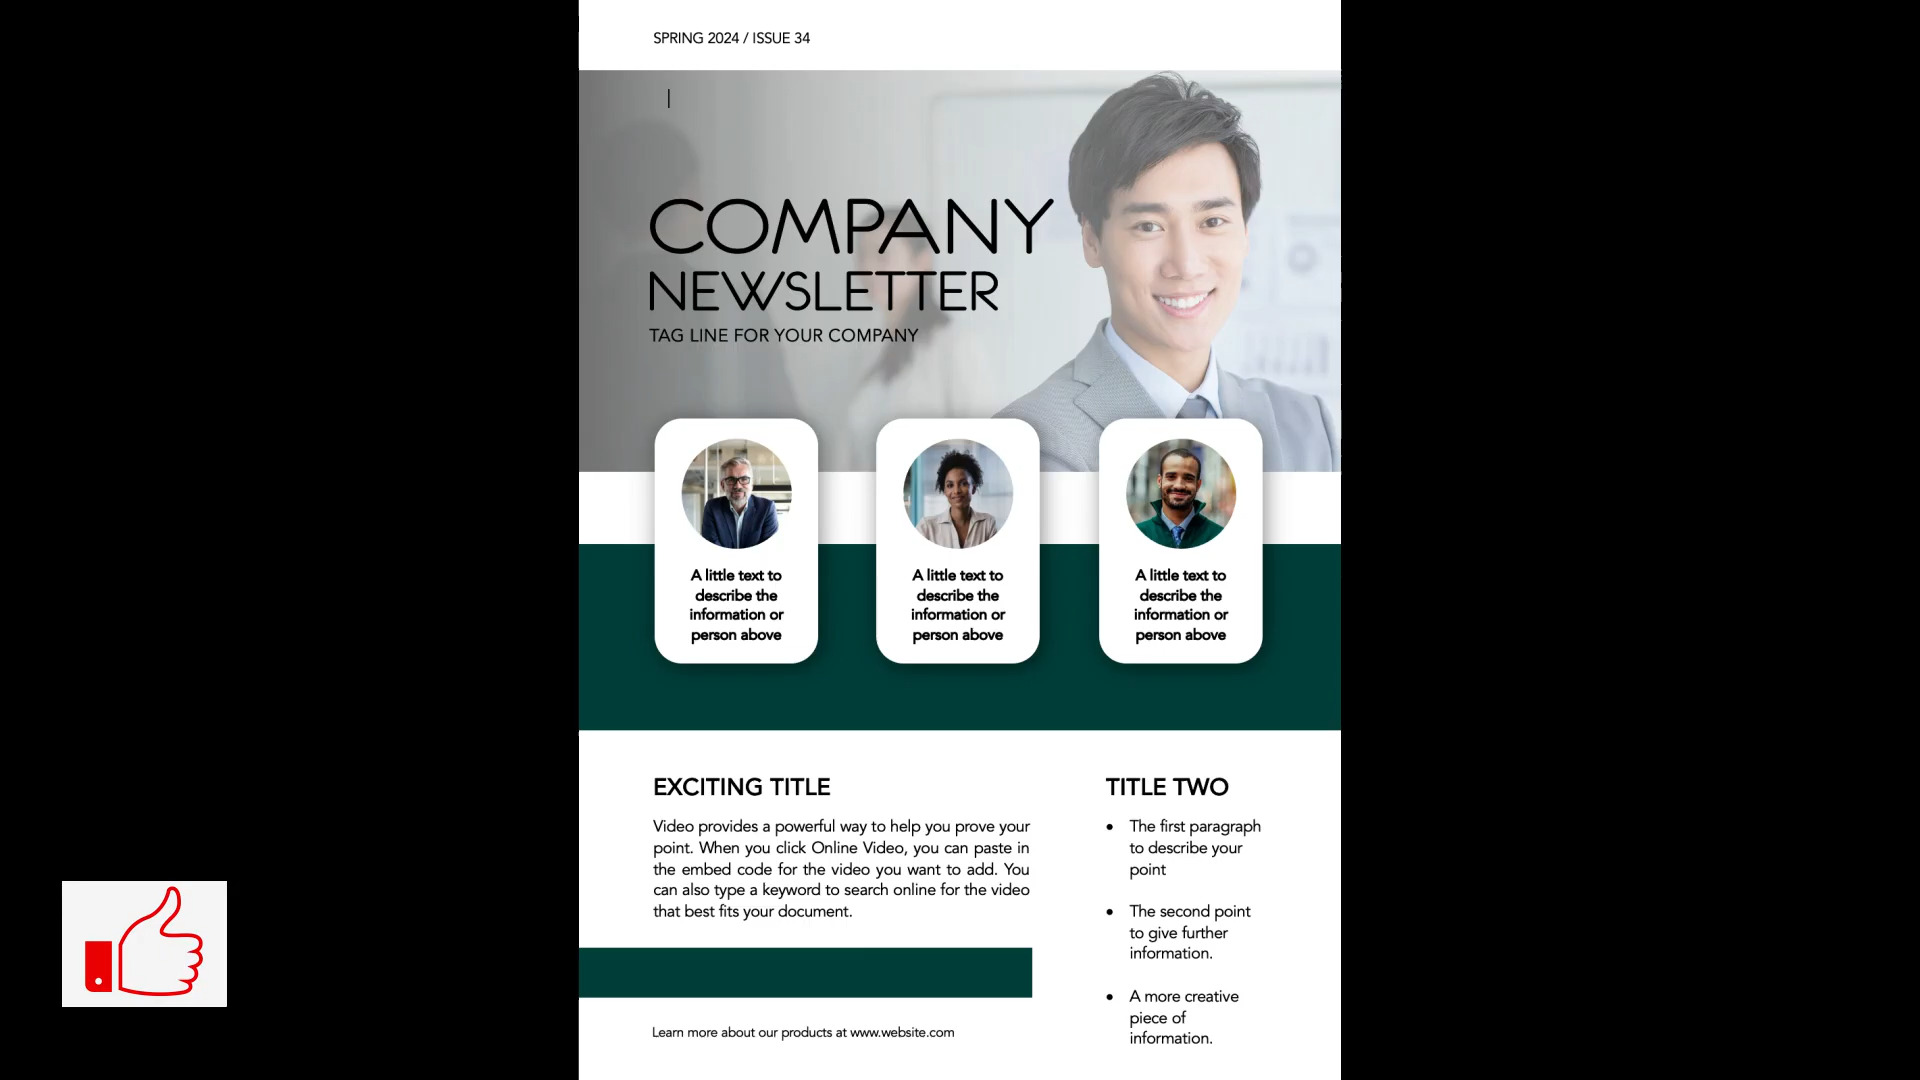 SPRING 2024 / ISSUE 34
COMPANY
NEWSLETTER
TAG LINE FOR YOUR COMPANY
A little text to
describe the
information or
person above
A little text to
describe the
information or
person above
A little text to
describe the
information or
person above
EXCITING TITLE
Video provides a powerful way to help you prove your
point. When you click Online Video, you can paste in
the embed code for the video you want to add. You
can also type a keyword to search online for the video
that best fits your document.
Learn more about our products at www.website.com
TITLE TWO
• The first paragraph
to describe your
point
• The second point
to give further
information.
• A more creative
piece of
information.